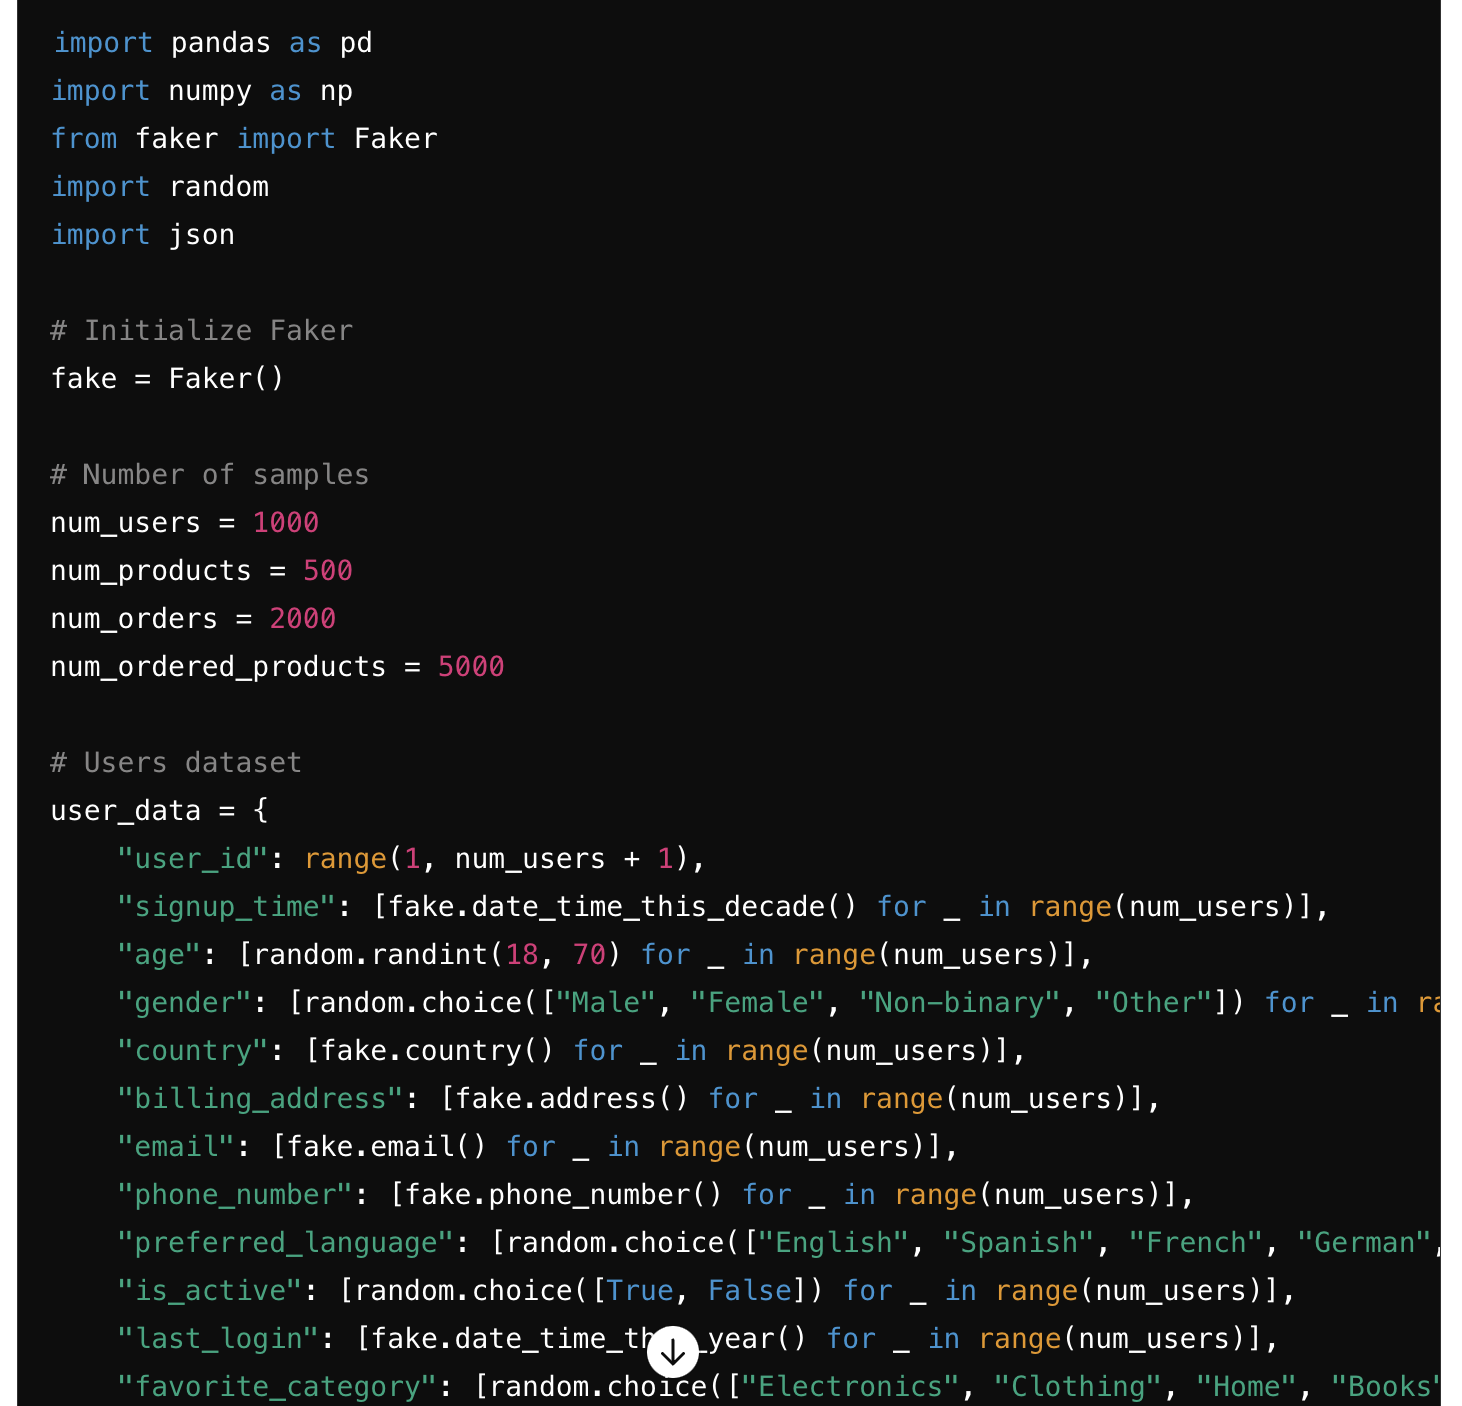 import pandas as pd
import numpy as np
from faker import Faker
import random
import json
# Initialize Faker
fake = Faker()
# Number of samples
num_users = 1000
num_products = 500
num_orders = 2000
num_ordered_products = 5000
# Users dataset
user_data = {
    "user_id": range(1, num_users + 1),
    "signup_time": [fake.date_time_this_decade() for _ in range(num_users)],
    "age": [random.randint(18, 70) for _ in range(num_users)],
    "gender": [random.choice(["Male", "Female", "Non-binary", "Other"]) for _ in ra
    "country": [fake.country() for _ in range(num_users)],
    "billing_address": [fake.address() for _ in range(num_users)],
    "email": [fake.email() for _ in range(num_users)],
    "phone_number": [fake.phone_number() for _ in range(num_users)],
    "preferred_language": [random.choice(["English", "Spanish", "French", "German",
    "is_active": [random.choice([True, False]) for _ in range(num_users)],
    "last_login": [fake.date_time_th _year() for _ in range(num_users)],
    "favorite_category": [random.choice(["Electronics", "Clothing", "Home", "Books"